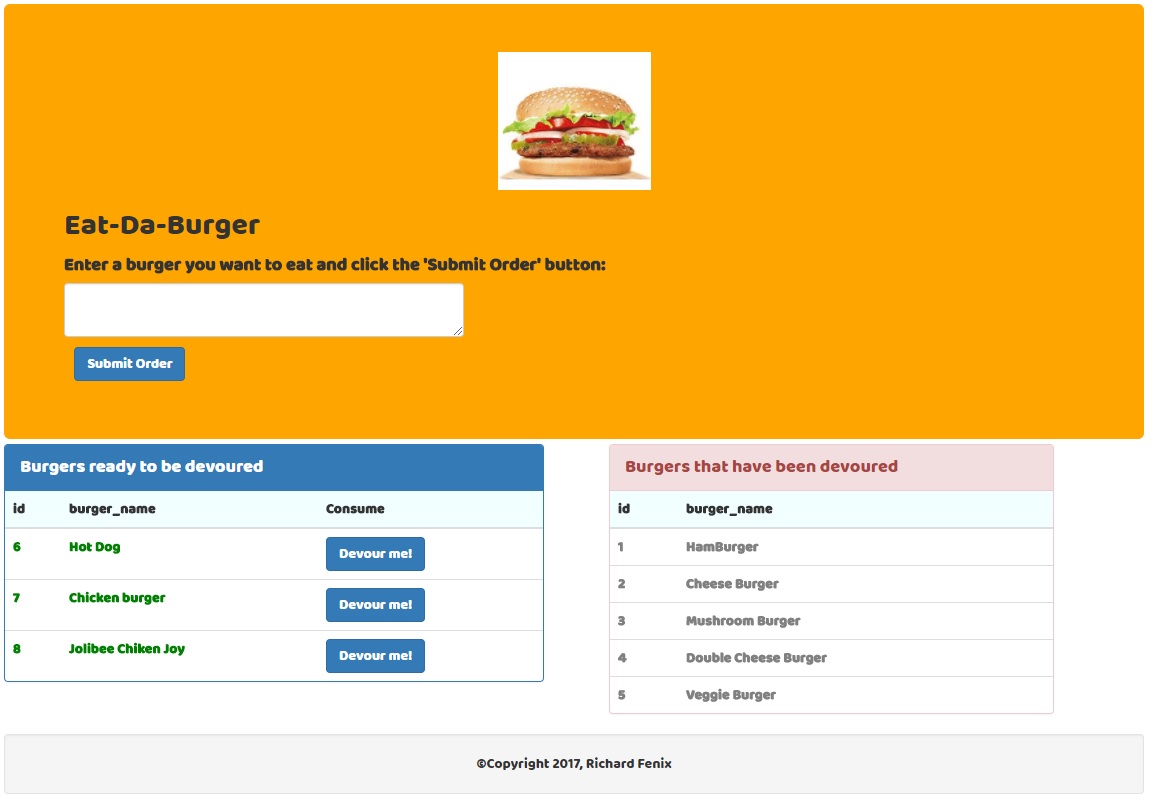 Eat-Da-Burger
Enter a burger you want to eat and click the 'Submit Order' button:
Submit Order
Burgers ready to be devoured
id burger_name Consume
6 Hot Dog Devour me!
7 Chicken burger Devour me!
8 Jolibee Chiken Joy Devour me!
Burgers that have been devoured
id burger_name
1 HamBurger
2 Cheese Burger
3 Mushroom Burger
4 Double Cheese Burger
5 Veggie Burger
©Copyright 2017, Richard Fenix